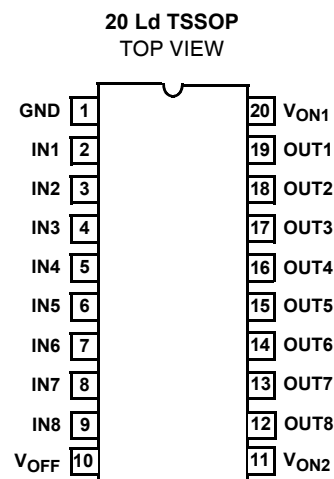 20 Ld TSSOP
TOP VIEW
GND 1 20 VON1
IN1 2 19 OUT1
IN2 3 18 OUT2
IN3 4 17 OUT3
IN4 5 16 OUT4
IN5 6 15 OUT5
IN6 7 14 OUT6
IN7 8 13 OUT7
IN8 9 12 OUT8
VOFF 10 11 VON2